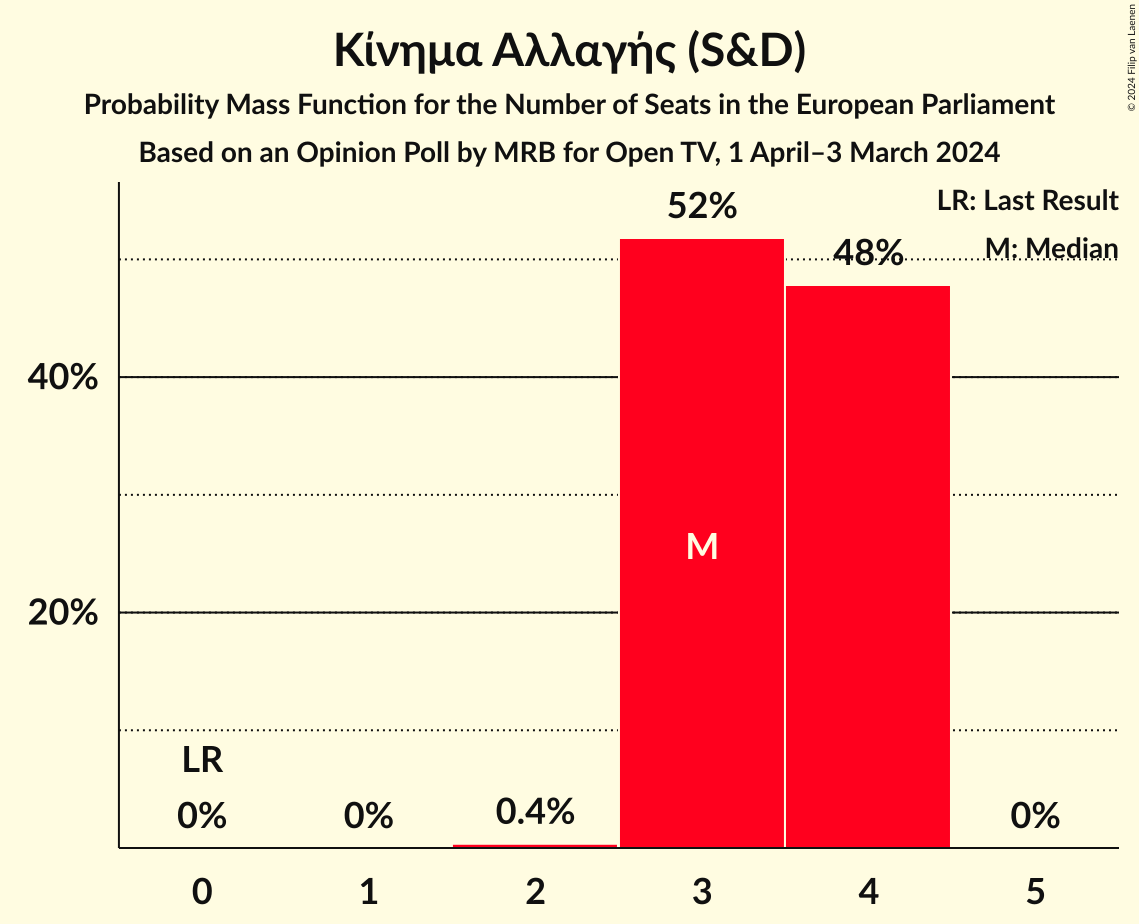 Κίνημα Αλλαγής (S&D)
Probability Mass Function for the Number of Seats in the European Parliament
Based on an Opinion Poll by MRB for Open TV, 1 April–3 March 2024
© 2024 Filip van Laenen
LR: Last Result
M: Median
52%
48%
40%
M
20%
LR
0%
0%
0.4%
0%
0
1
2
3
4
5